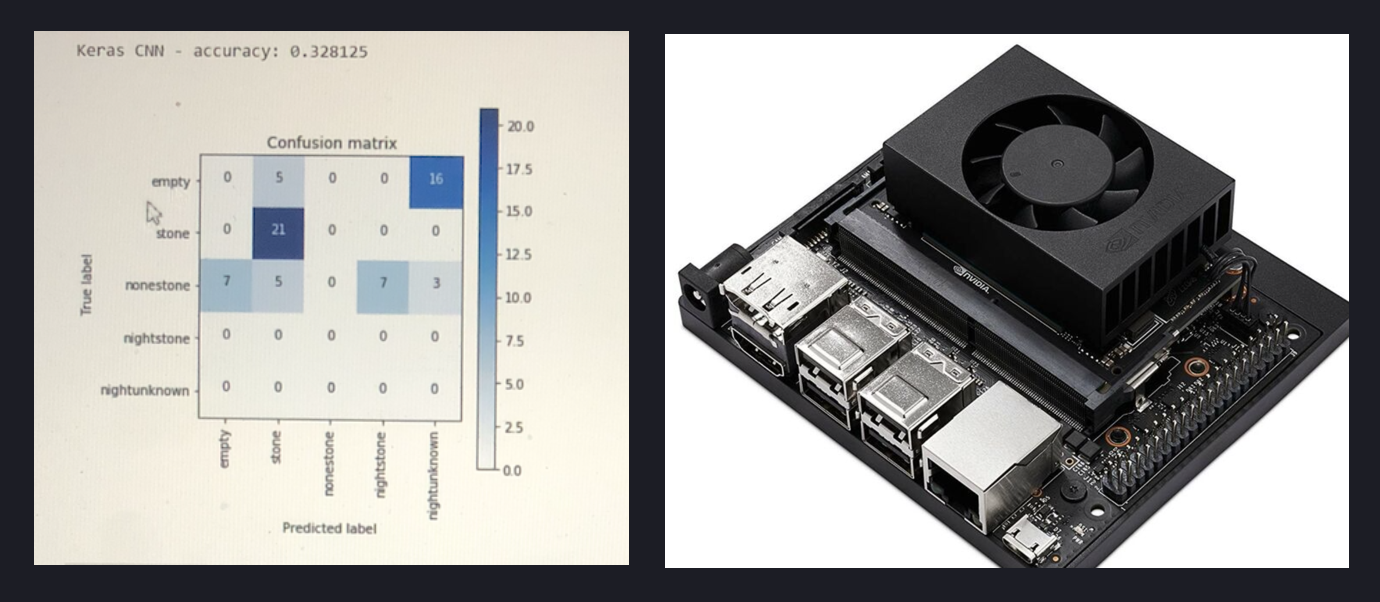 Keras CNN - accuracy: 0.328125
Confusion matrix
True label
empty
stone
nonestone
nightstone
nightunknown
0 5 0 0 16
0 21 0 0 0
7 5 0 7 3
0 0 0 0 0
0 0 0 0 0
empty
stone
nonestone
nightstone
nightunknown
Predicted label
20.0
17.5
15.0
12.5
10.0
7.5
5.0
2.5
0.0
NVIDIA.
NVIDIA